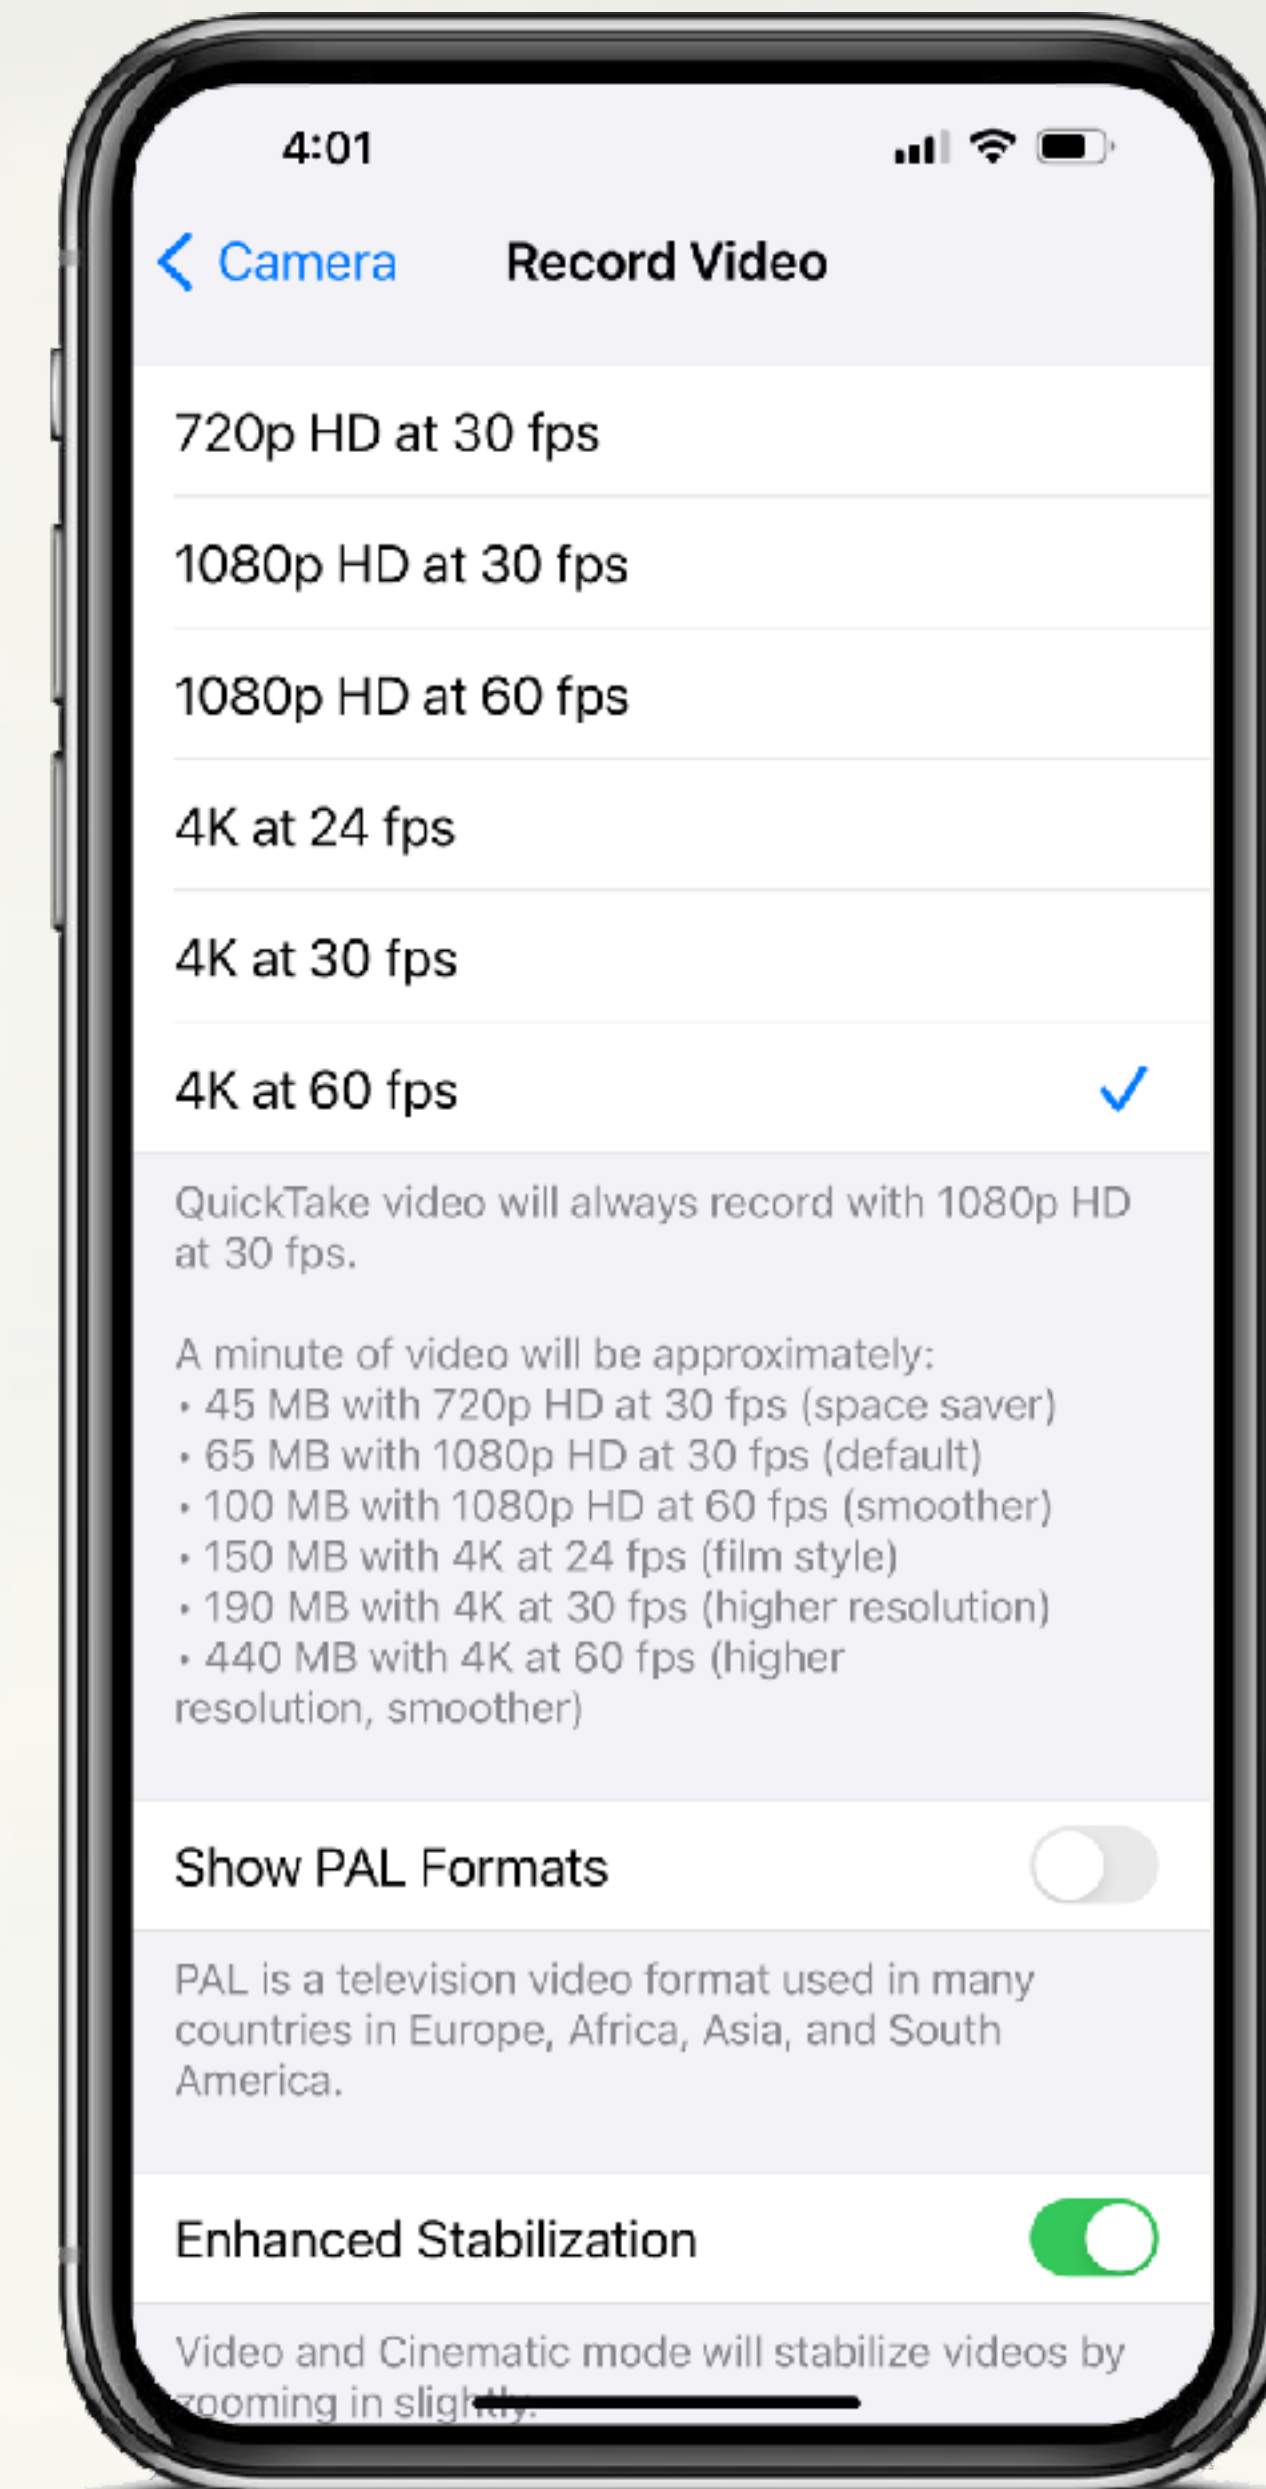 4:01
Camera Record Video
720p HD at 30 fps
1080p HD at 30 fps
1080p HD at 60 fps
4K at 24 fps
4K at 30 fps
4K at 60 fps
QuickTake video will always record with 1080p HD
at 30 fps.
A minute of video will be approximately:
• 45 MB with 720p HD at 30 fps (space saver)
• 65 MB with 1080p HD at 30 fps (default)
• 100 MB with 1080p HD at 60 fps (smoother)
• 150 MB with 4K at 24 fps (film style)
• 190 MB with 4K at 30 fps (higher resolution)
• 440 MB with 4K at 60 fps (higher
resolution, smoother)
Show PAL Formats
PAL is a television video format used in many
countries in Europe, Africa, Asia, and South
America.
Enhanced Stabilization
Video and Cinematic mode will stabilize videos by
zooming in slightly.